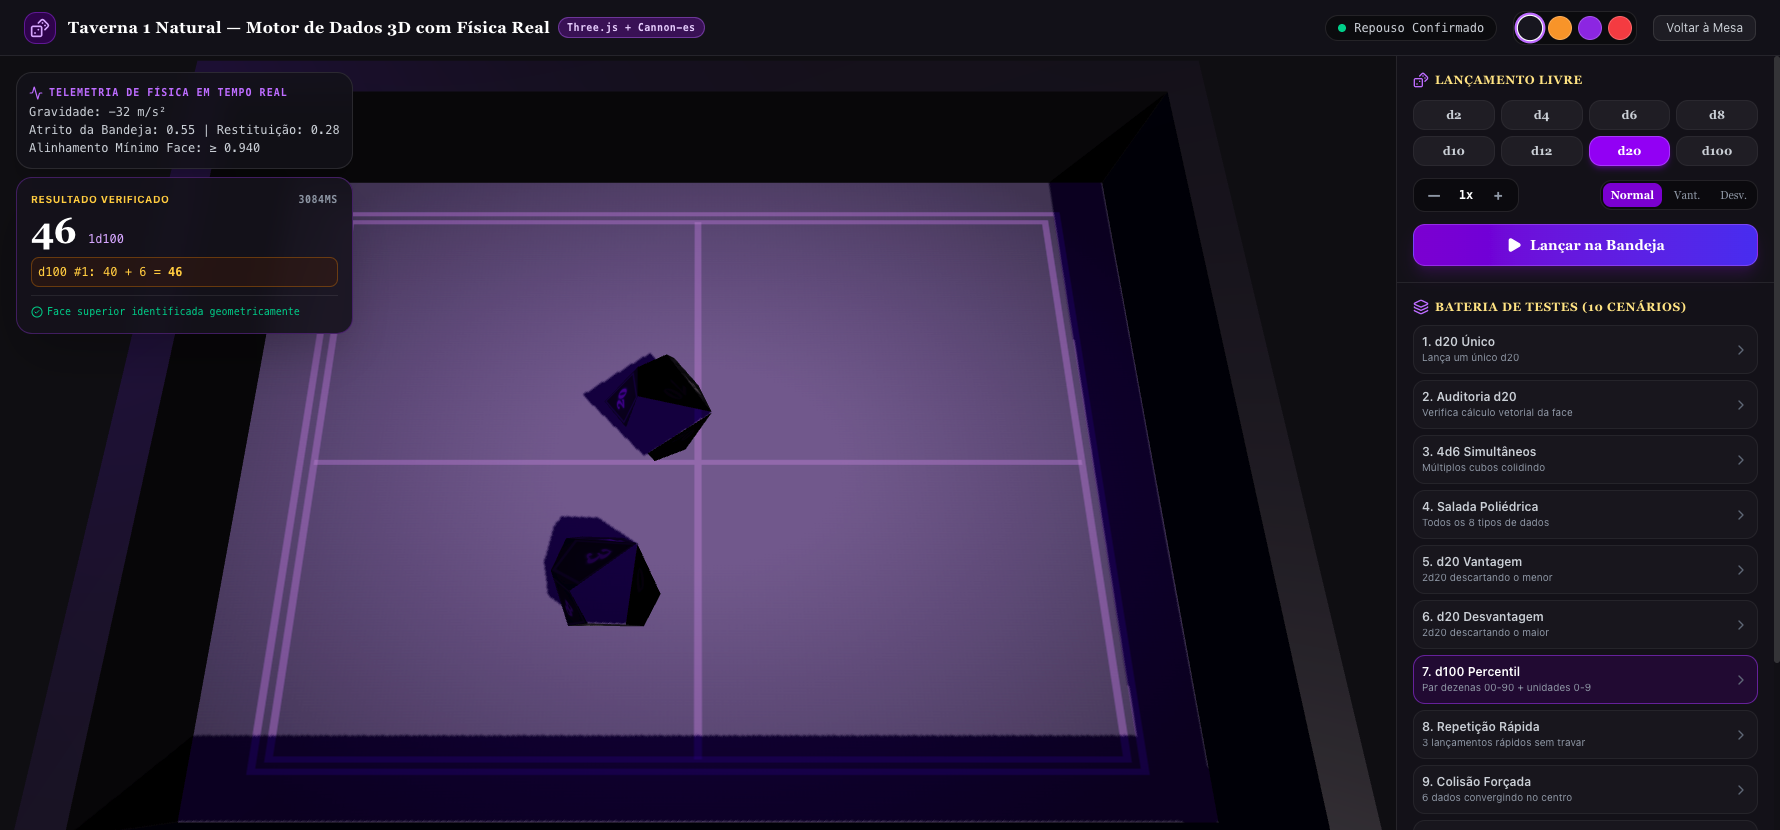 Taverna 1 Natural — Motor de Dados 3D com Física Real
Three.js + Cannon-es
Repouso Confirmado
Voltar à Mesa
TELEMETRIA DE FÍSICA EM TEMPO REAL
Gravidade: −32 m/s²
Atrito da Bandeja: 0.55 | Restituição: 0.28
Alinhamento Mínimo Face: ≥ 0.940
RESULTADO VERIFICADO
3084MS
46
1d100
d100 #1: 40 + 6 = 46
Face superior identificada geometricamente
20
LANÇAMENTO LIVRE
d2
d4
d6
d8
d10
d12
d20
d100
— 1x +
Normal
Vant.
Desv.
Lançar na Bandeja
BATERIA DE TESTES (10 CENÁRIOS)
1. d20 Único
Lança um único d20
2. Auditoria d20
Verifica cálculo vetorial da face
3. 4d6 Simultâneos
Múltiplos cubos colidindo
4. Salada Poliédrica
Todos os 8 tipos de dados
5. d20 Vantagem
2d20 descartando o menor
6. d20 Desvantagem
2d20 descartando o maior
7. d100 Percentil
Par dezenas 00-90 + unidades 0-9
8. Repetição Rápida
3 lançamentos rápidos sem travar
9. Colisão Forçada
6 dados convergindo no centro